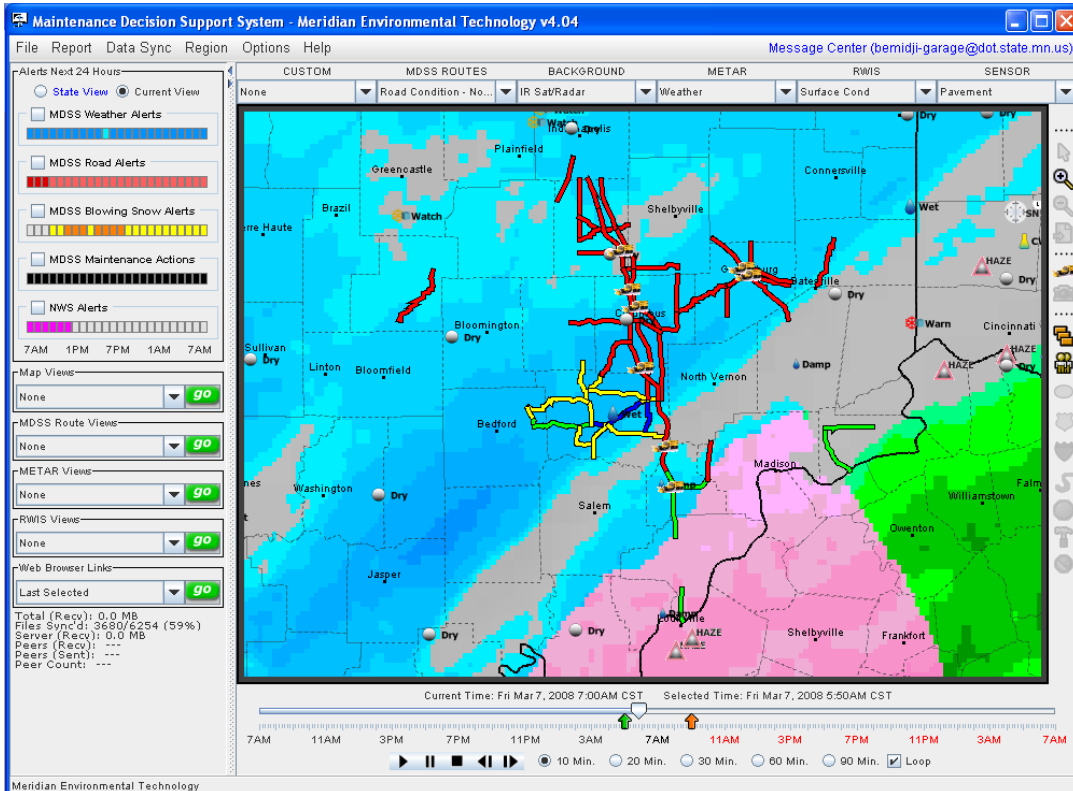 Maintenance Decision Support System - Meridian Environmental Technology v4.04
File Report Data Sync Region Options Help
Message Center (bemidji-garage@dot.state.mn.us)
Alerts Next 24 Hours
State View Current View
MDSS Weather Alerts
MDSS Road Alerts
MDSS Blowing Snow Alerts
MDSS Maintenance Actions
NWS Alerts
7AM 1PM 7PM 1AM 7AM
Map Views
None go
MDSS Route Views
None go
METAR Views
None go
RWIS Views
None go
Web Browser Links
Last Selected go
Total (Recv): 0.0 MB
Files Sync'd: 3680/6254 (59%)
Server (Recv): 0.0 MB
Peers (Recv): ---
Peers (Sent): ---
Peer Count: ---
CUSTOM MDSS ROUTES BACKGROUND METAR RWIS SENSOR
None Road Condition - No... IR Sat/Radar Weather Surface Cond Pavement
Watch
Dry
Dry
Dry
Plainfield
Greencastle
Connersville
Brazil
Watch
Shelbyville
Wet
erre Haute
SN
HAZE
Dry
Batesville
Dry
Bloomington
Dry
Warn
Cincinnati
Sullivan
Dry
Linton
Bloomfield
HAZE
HAZE
Dry
Damp
North Vernon
Bedford
Wet
Madison
Washington
Dry
Salem
Williamstown
Falm
Owenton
Jasper
Dry
Dry
HAZE
Shelbyville
Frankfort
Current Time: Fri Mar 7, 2008 7:00AM CST Selected Time: Fri Mar 7, 2008 5:50AM CST
7AM 11AM 3PM 7PM 11PM 3AM 7AM 11AM 3PM 7PM 11PM 3AM 7AM
10 Min. 20 Min. 30 Min. 60 Min. 90 Min. Loop
Meridian Environmental Technology